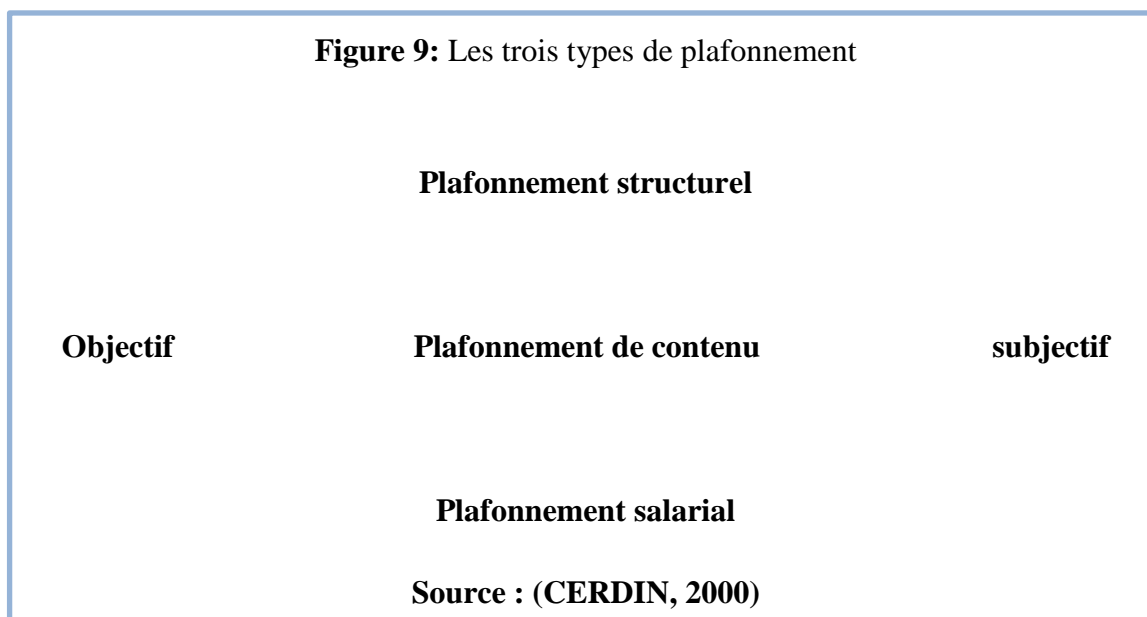 Figure 9: Les trois types de plafonnement
Plafonnement structurel
Objectif Plafonnement de contenu subjectif
Plafonnement salarial
Source : (CERDIN, 2000)